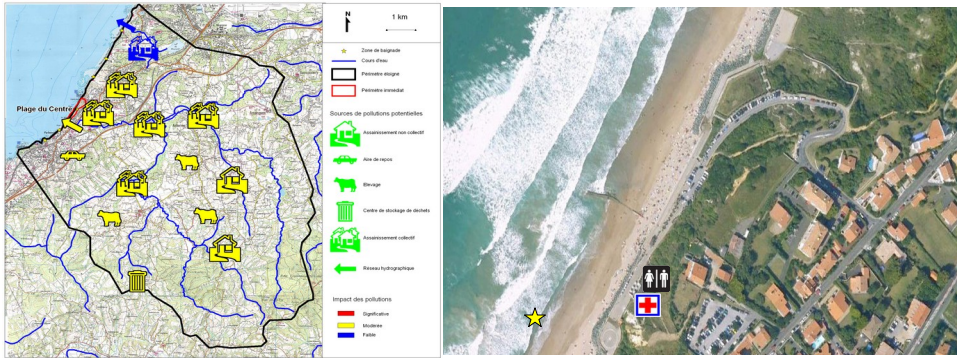 N
1 km
Zone de baignade
Cours d'eau
Périmètre éloigné
Périmètre immédiat
Plage du Centre
Sources de pollutions potentielles
Assainissement non collectif
Aire de repos
Elevage
Centre de stockage de déchets
Assainissement collectif
Réseau hydrographique
Impact des pollutions
Significative
Modérée
Faible